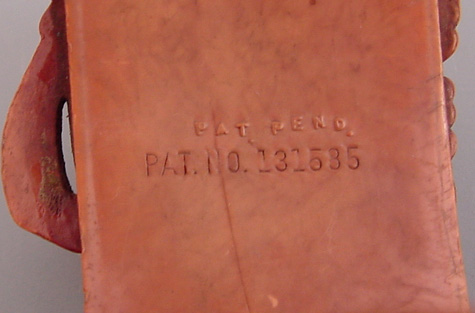 PAT PEND.
PAT. NO. 131585